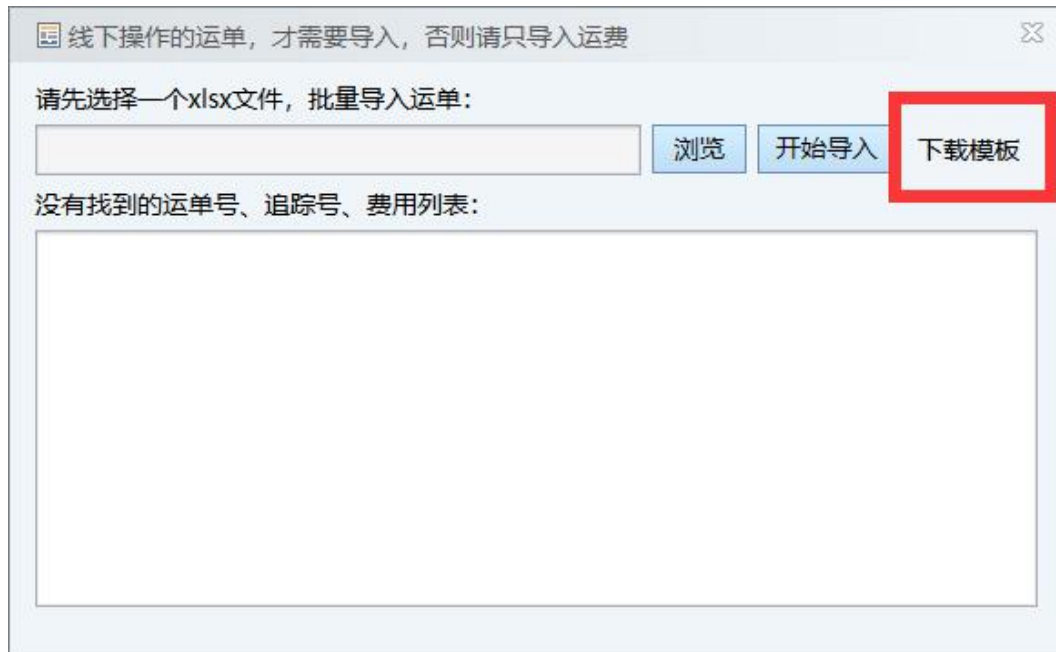 线下操作的运单，才需要导入，否则请只导入运费
请先选择一个xlsx文件，批量导入运单：
浏览 开始导入 下载模板
没有找到的运单号、追踪号、费用列表：